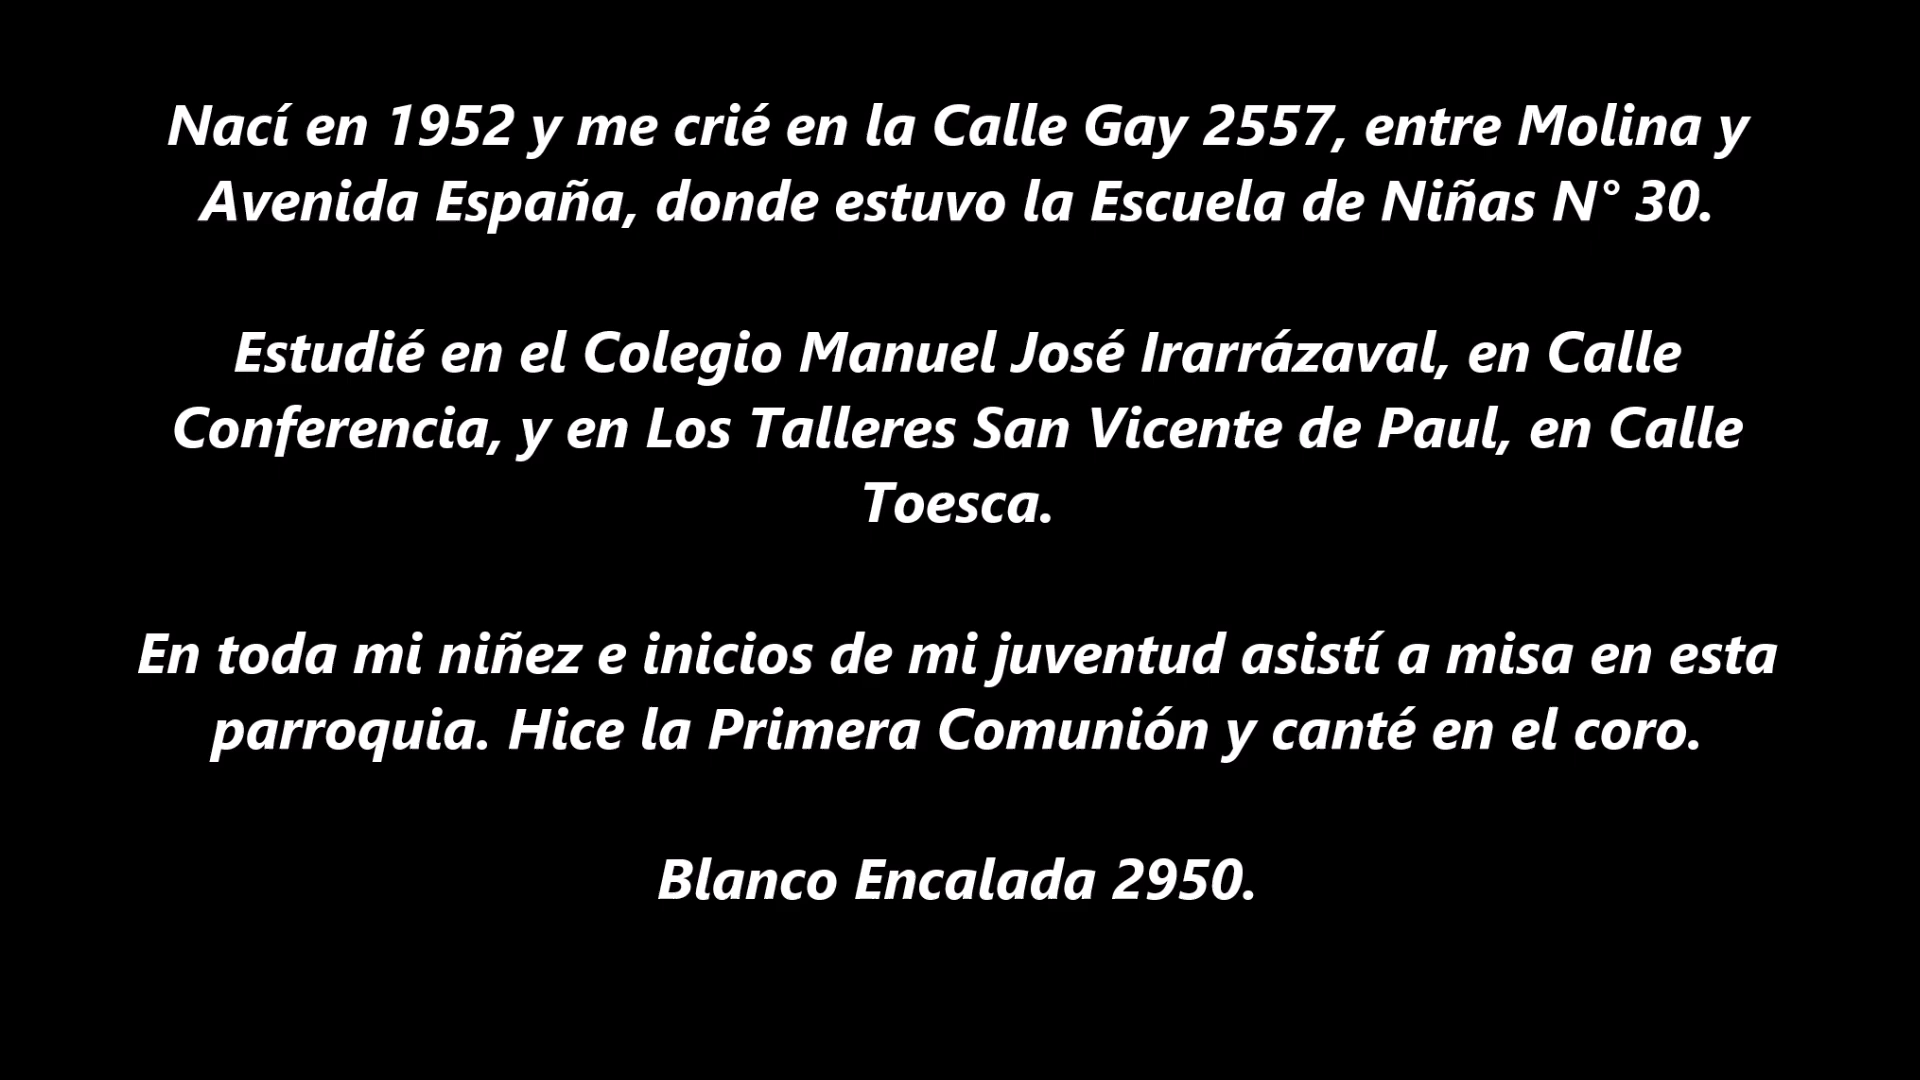 Nací en 1952 y me crié en la Calle Gay 2557, entre Molina y
Avenida España, donde estuvo la Escuela de Niñas N° 30.
Estudié en el Colegio Manuel José Irarrázaval, en Calle
Conferencia, y en Los Talleres San Vicente de Paul, en Calle
Toesca.
En toda mi niñez e inicios de mi juventud asistí a misa en esta
parroquia. Hice la Primera Comunión y canté en el coro.
Blanco Encalada 2950.